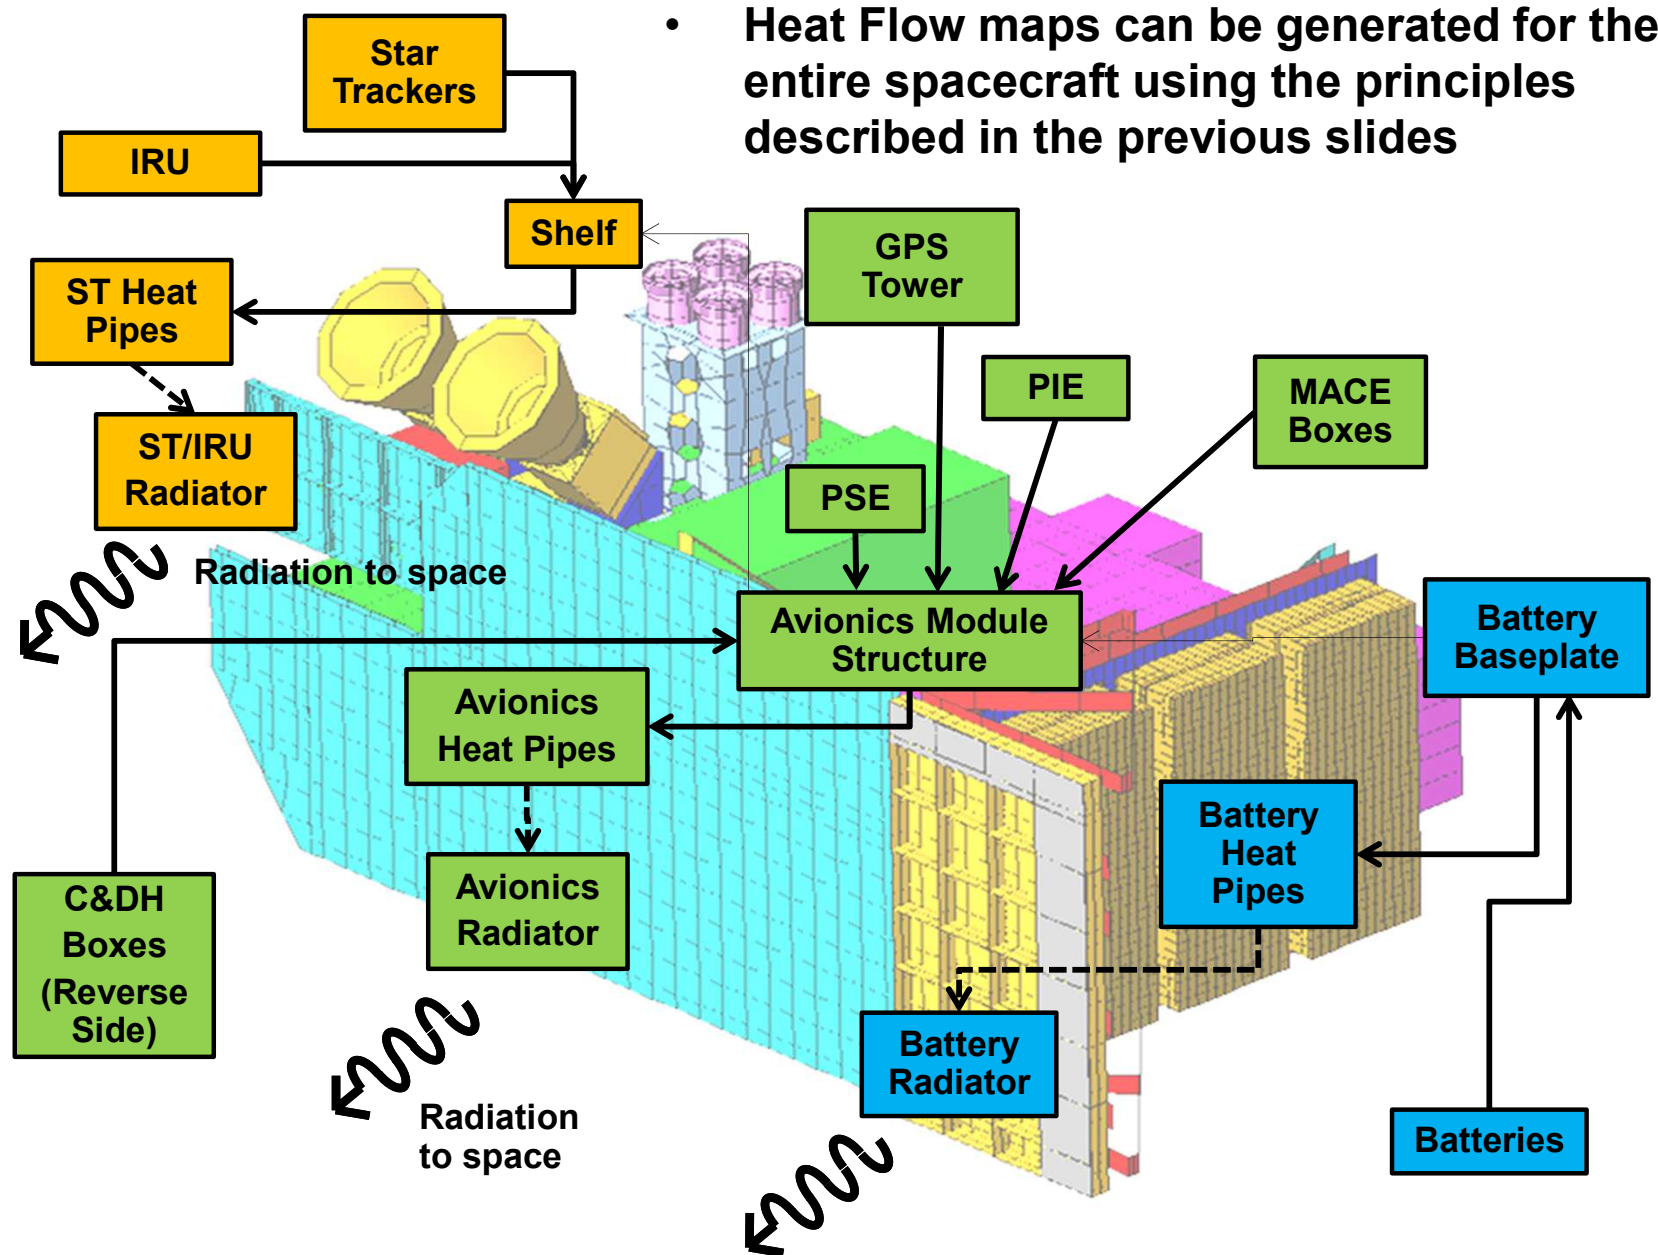 • Heat Flow maps can be generated for the
entire spacecraft using the principles
described in the previous slides
Star
Trackers
IRU
Shelf
ST Heat
Pipes
ST/IRU
Radiator
Radiation to space
GPS
Tower
PIE
MACE
Boxes
PSE
Avionics Module
Structure
Avionics
Heat Pipes
Avionics
Radiator
C&DH
Boxes
(Reverse
Side)
Radiation
to space
Battery
Baseplate
Battery
Heat
Pipes
Battery
Radiator
Batteries